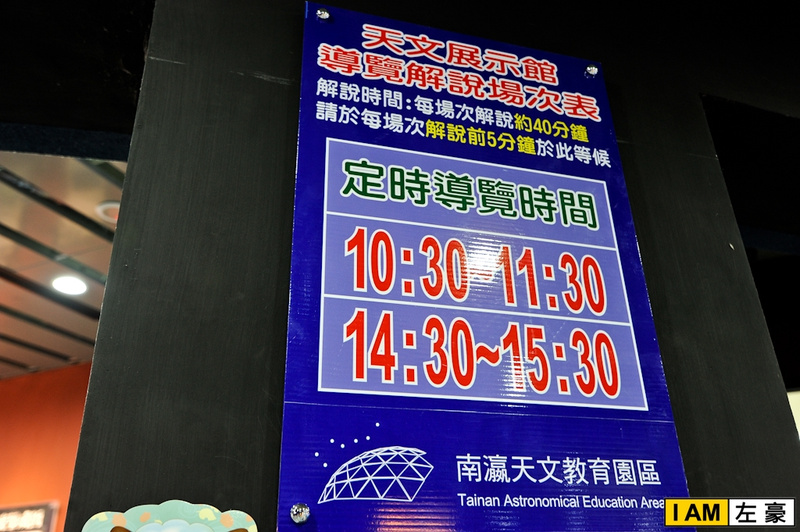 天文展示館
導覽解說場次表
解說時間:每場次解說約40分鐘
請於每場次解說前5分鐘於此等候
定時導覽時間
10:30~11:30
14:30~15:30
南瀛天文教育園區
Tainan Astronomical Education Area
I AM 左豪